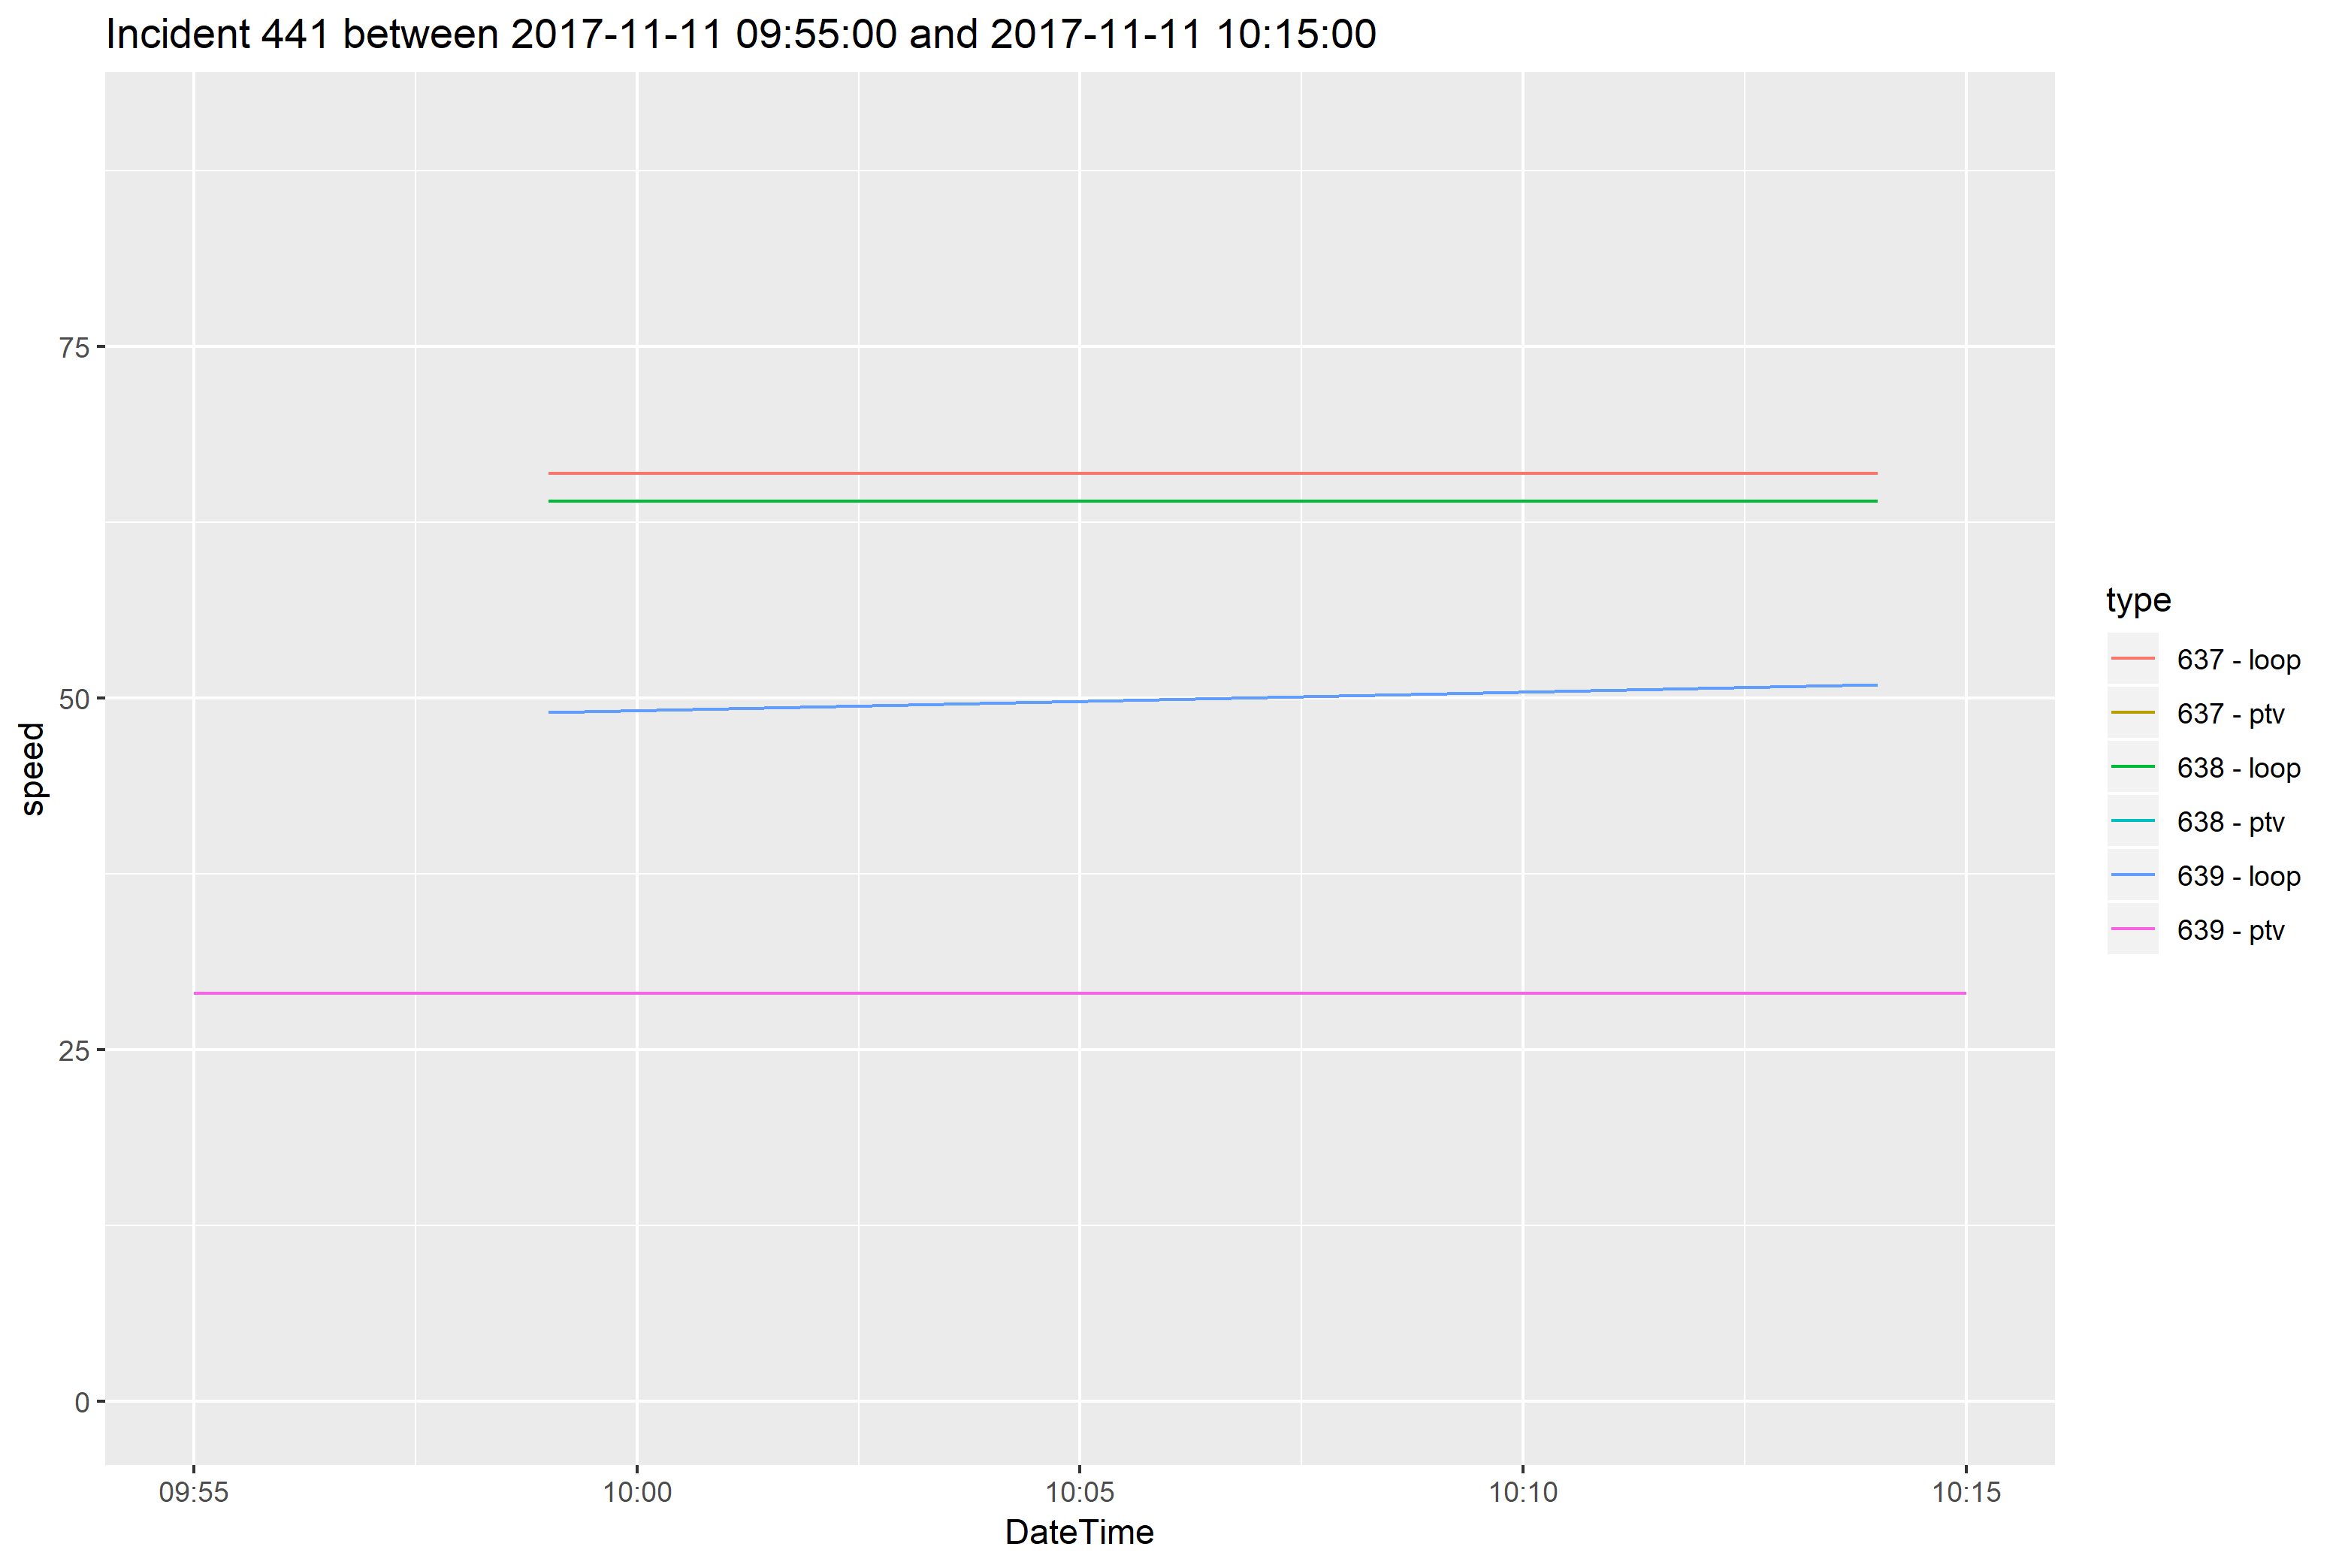 Incident 441 between 2017-11-11 09:55:00 and 2017-11-11 10:15:00
75
50
25
0
speed
09:55
10:00
10:05
10:10
10:15
DateTime
type
637 - loop
637 - ptv
638 - loop
638 - ptv
639 - loop
639 - ptv